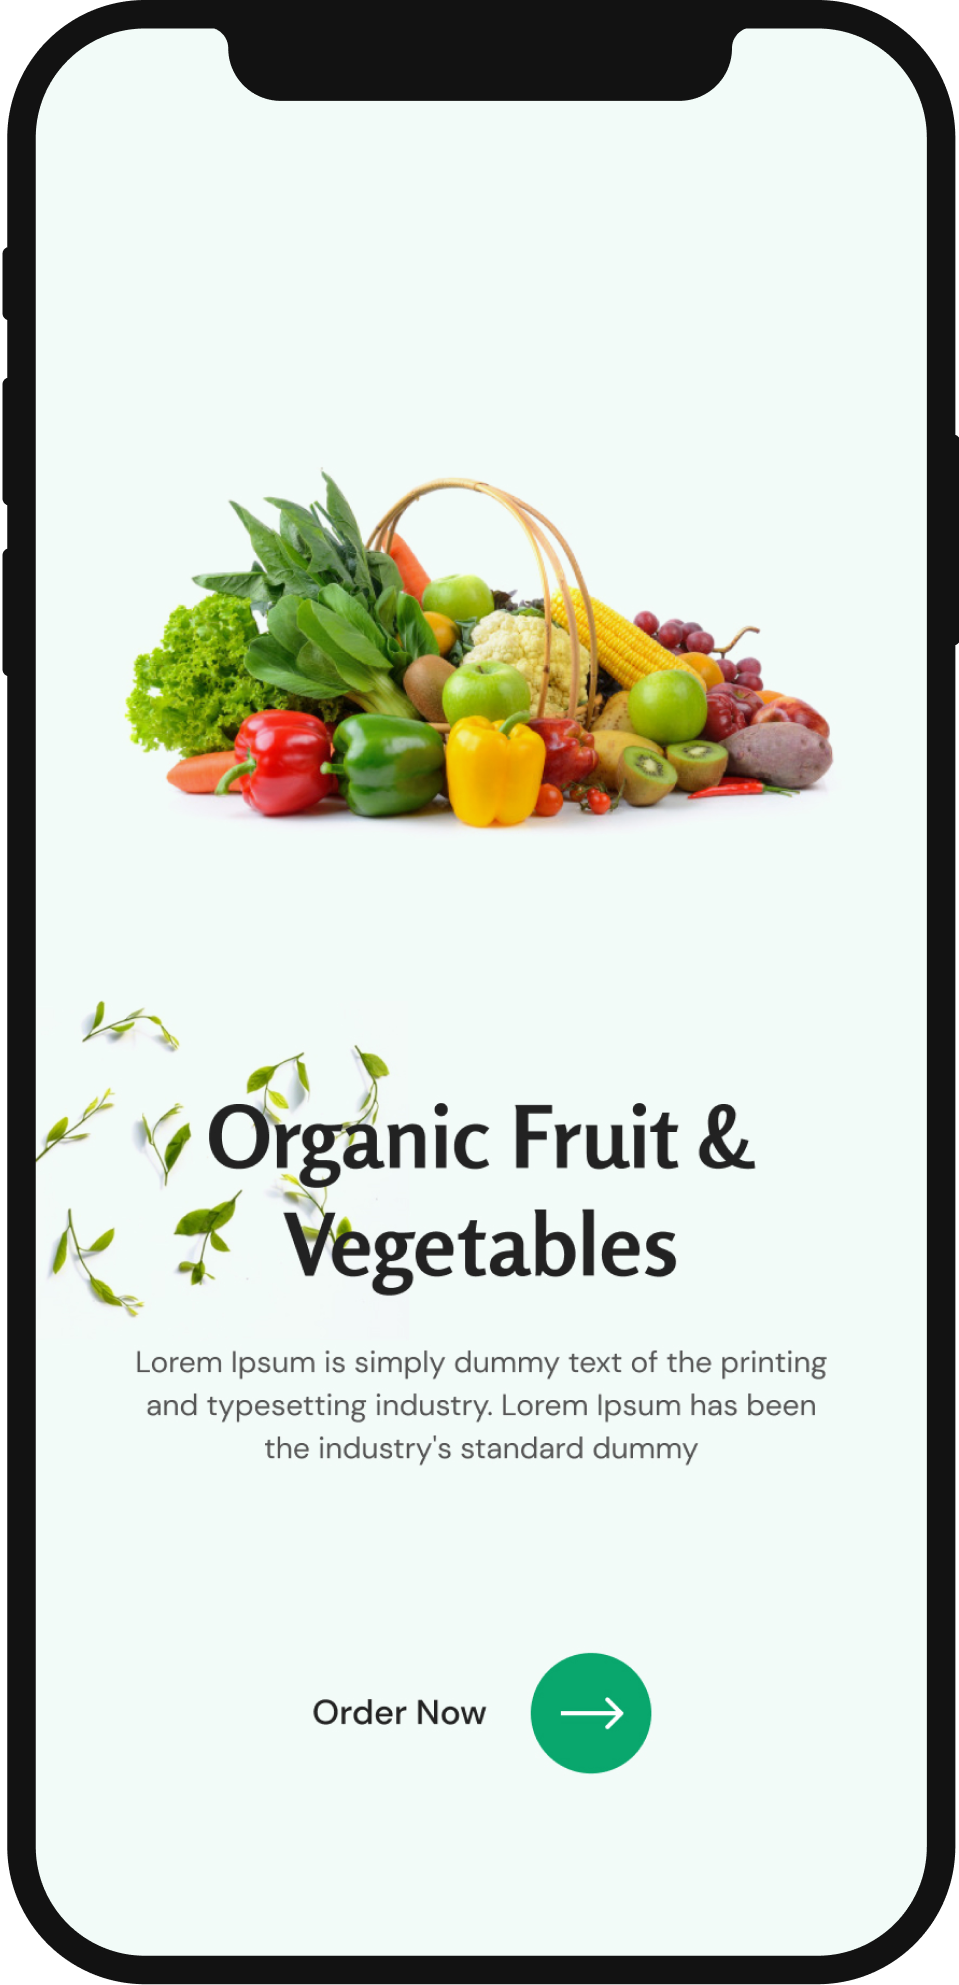 Organic Fruit &
Vegetables
Lorem Ipsum is simply dummy text of the printing
and typesetting industry. Lorem Ipsum has been
the industry's standard dummy
Order Now